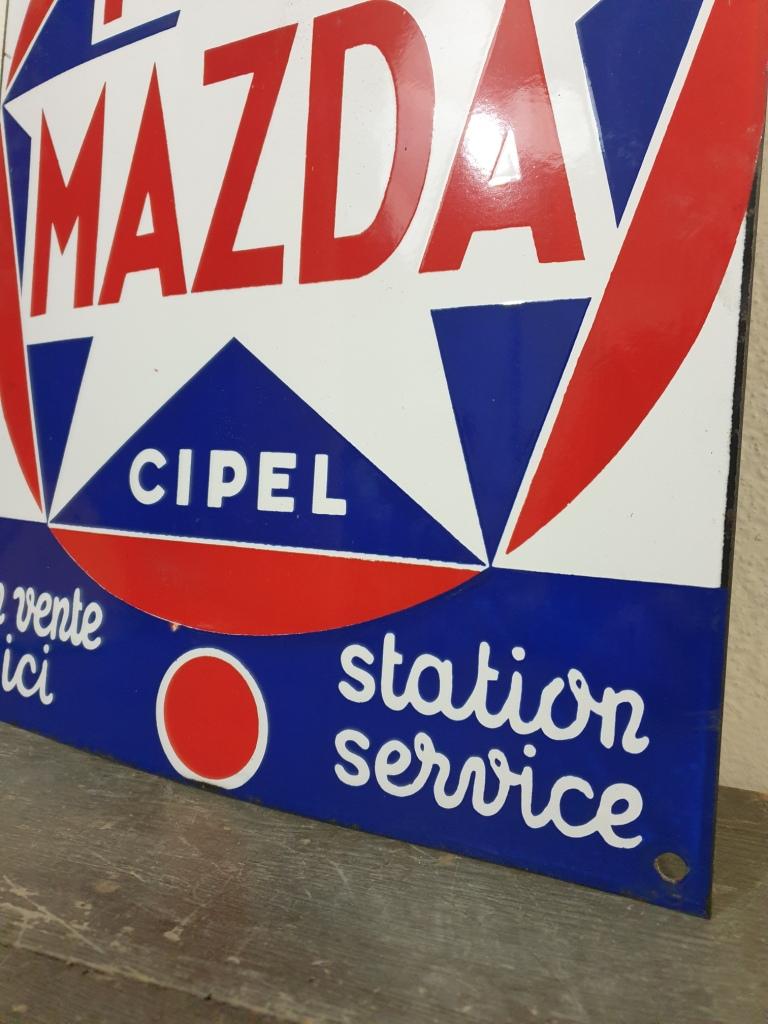 MAZDA
CIPEL
vente
ici
station
service